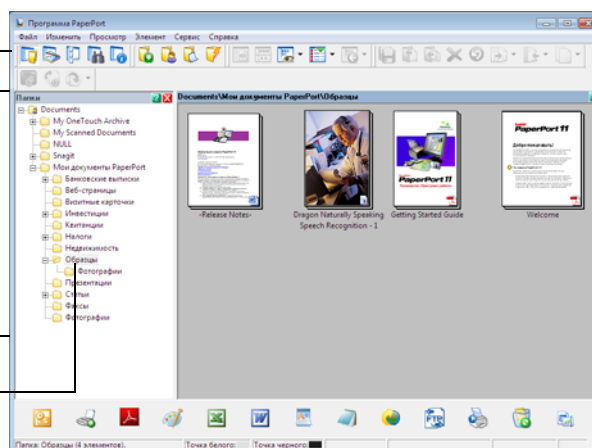 Программа PaperPort
Файл Изменить Просмотр Элемент Сервис Справка
Папки
Documents\Мои документы PaperPort\Образцы
Documents
My OneTouch Archive
My Scanned Documents
NULL
Snagit
Мои документы PaperPort
Банковские выписки
Веб-страницы
Визитные карточки
Инвестиции
Квитанции
Налоги
Недвижимость
Образцы
Фотографии
Презентации
Статьи
Факсы
Фотографии
PaperPort 11
PaperPort 11
Добро пожаловать!
-Release Notes-
Dragon Naturally Speaking
Speech Recognition - 1
Getting Started Guide
Welcome
FTP
Папка: Образцы (4 элементов).
Точка белого:
Точка черного: